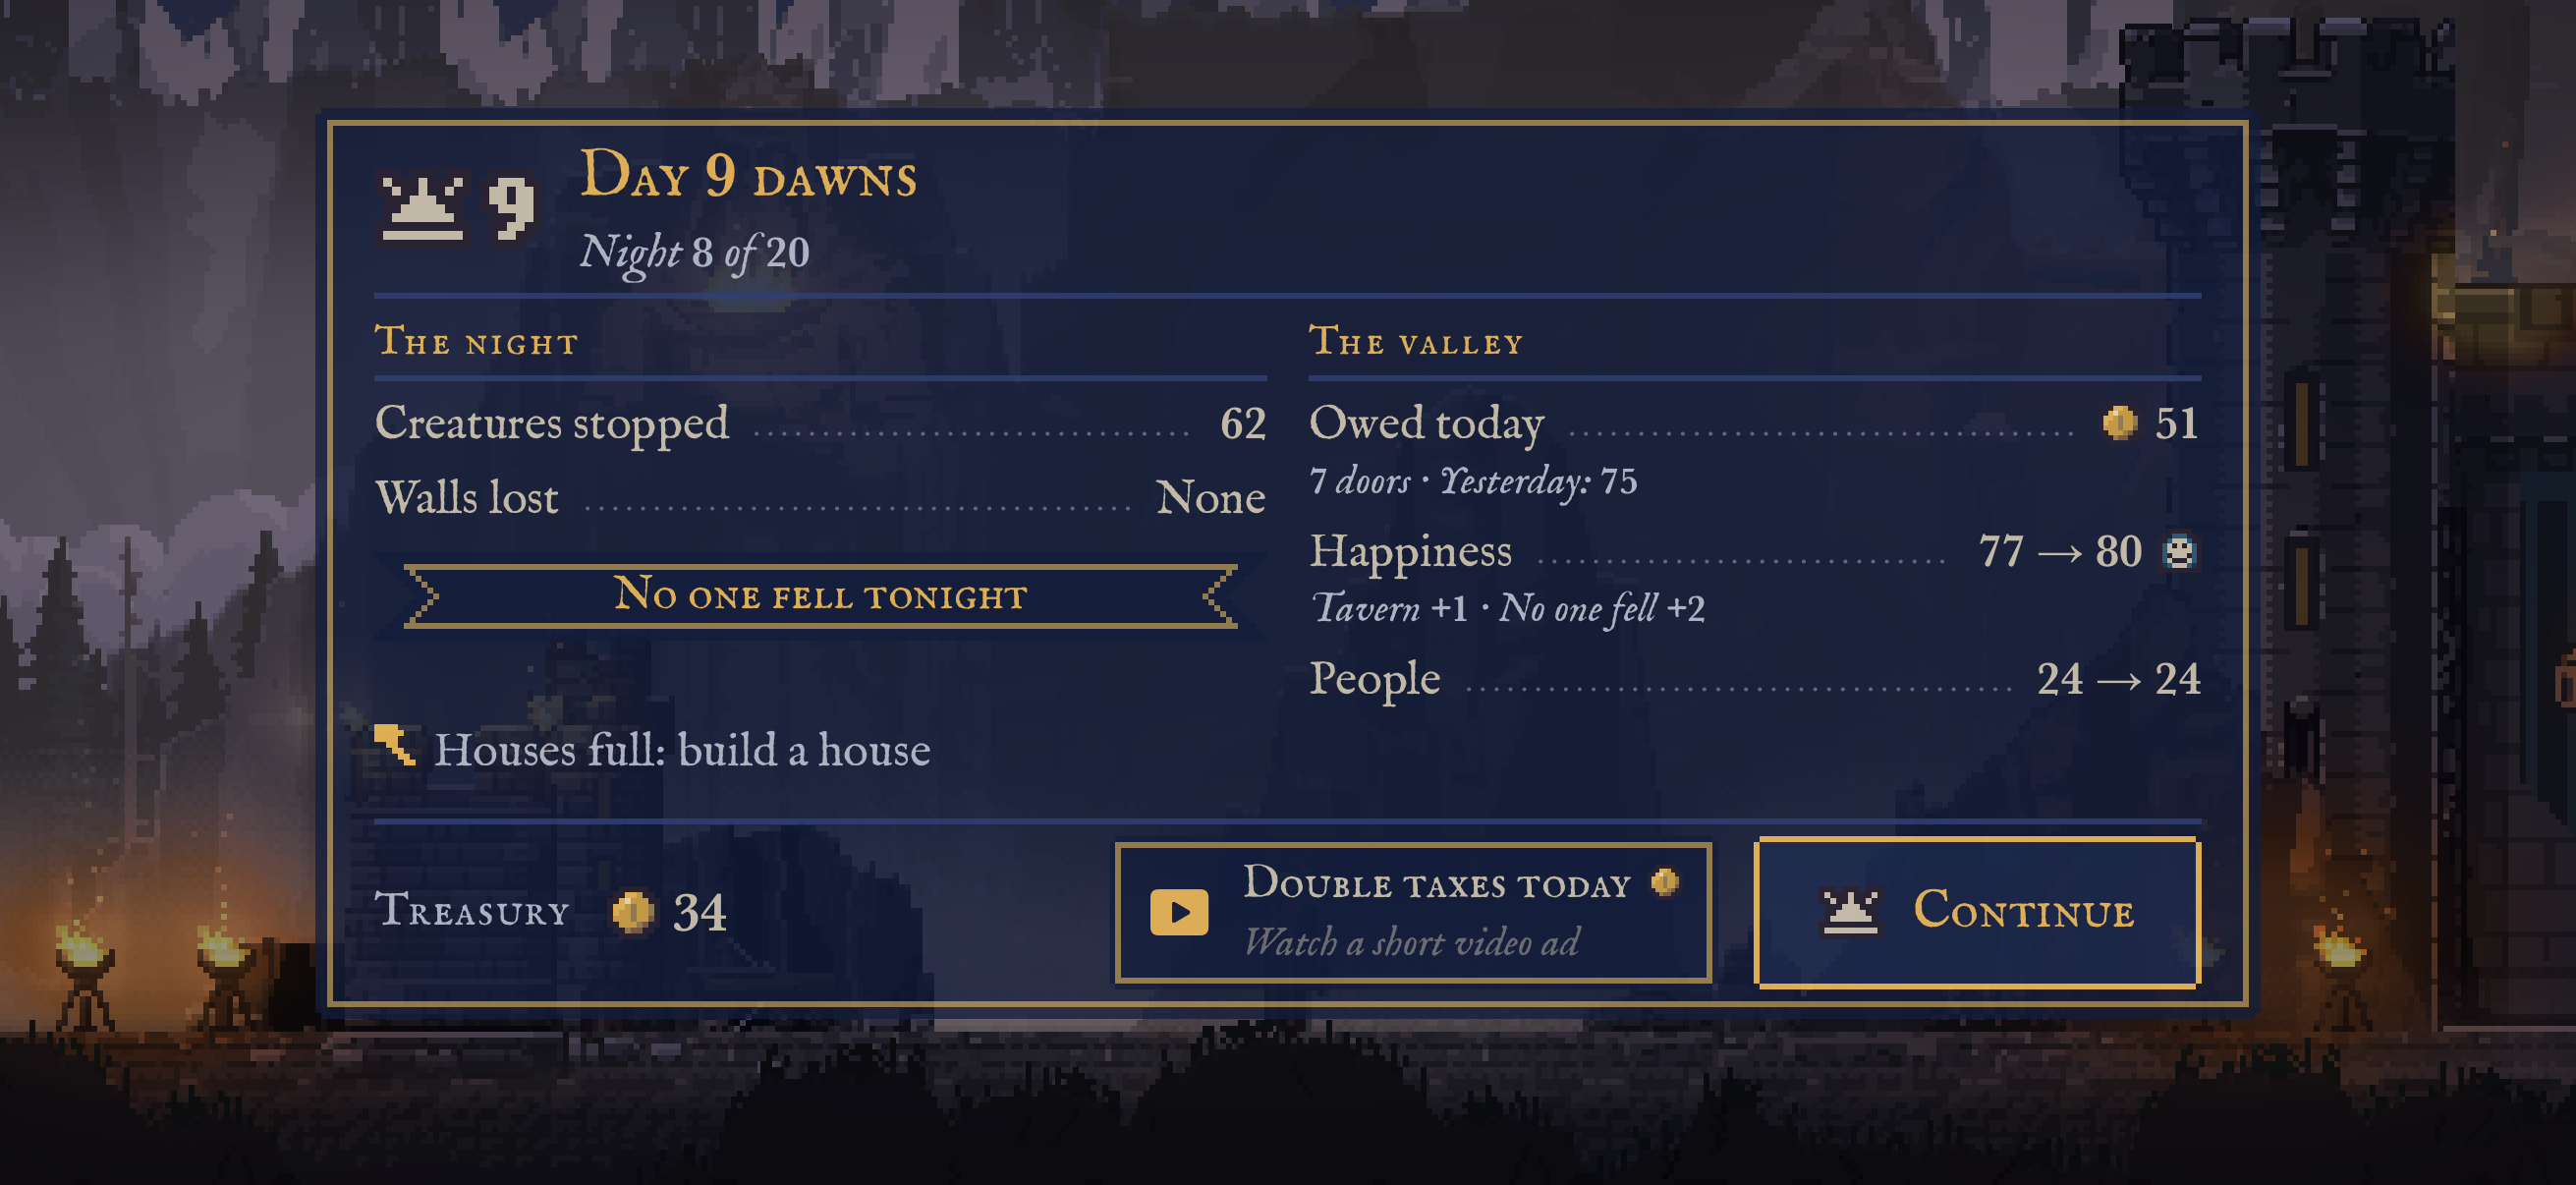 9
Day 9 dawns
Night 8 of 20
The night
Creatures stopped 62
Walls lost None
No one fell tonight
Houses full: build a house
The valley
Owed today 51
7 doors · Yesterday: 75
Happiness 77 → 80
Tavern +1 · No one fell +2
People 24 → 24
Treasury 34
Double taxes today
Watch a short video ad
Continue